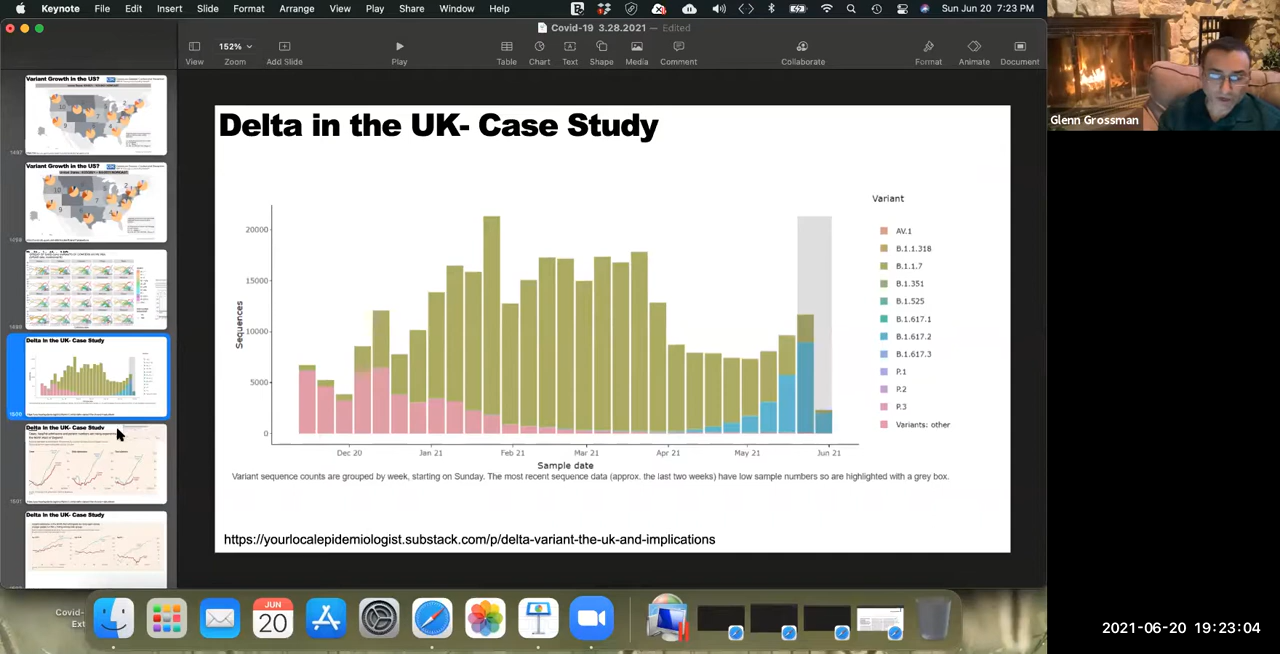 Keynote File Edit Insert Slide Format Arrange View Play Share Window Help Sun Jun 20 7:23 PM
Covid-19 3.28.2021 — Edited
152%
View Zoom Add Slide Play Table Chart Text Shape Media Comment Collaborate Format Animate Document
Variant Growth in the US?
Variant Growth in the US?
Delta in the UK- Case Study
Delta in the UK- Case Study
Delta in the UK- Case Study
Delta in the UK- Case Study
Variant
AV.1
B.1.1.318
B.1.1.7
B.1.351
B.1.525
B.1.617.1
B.1.617.2
B.1.617.3
P.1
P.2
P.3
Variants: other
Sequences
20000
15000
10000
5000
0
Dec 20 Jan 21 Feb 21 Mar 21 Apr 21 May 21 Jun 21
Sample date
Variant sequence counts are grouped by week, starting on Sunday. The most recent sequence data (approx. the last two weeks) have low sample numbers so are highlighted with a grey box.
https://yourlocalepidemiologist.substack.com/p/delta-variant-the-uk-and-implications
Glenn Grossman
Covid-
Ext
JUN
20
2021-06-20 19:23:04